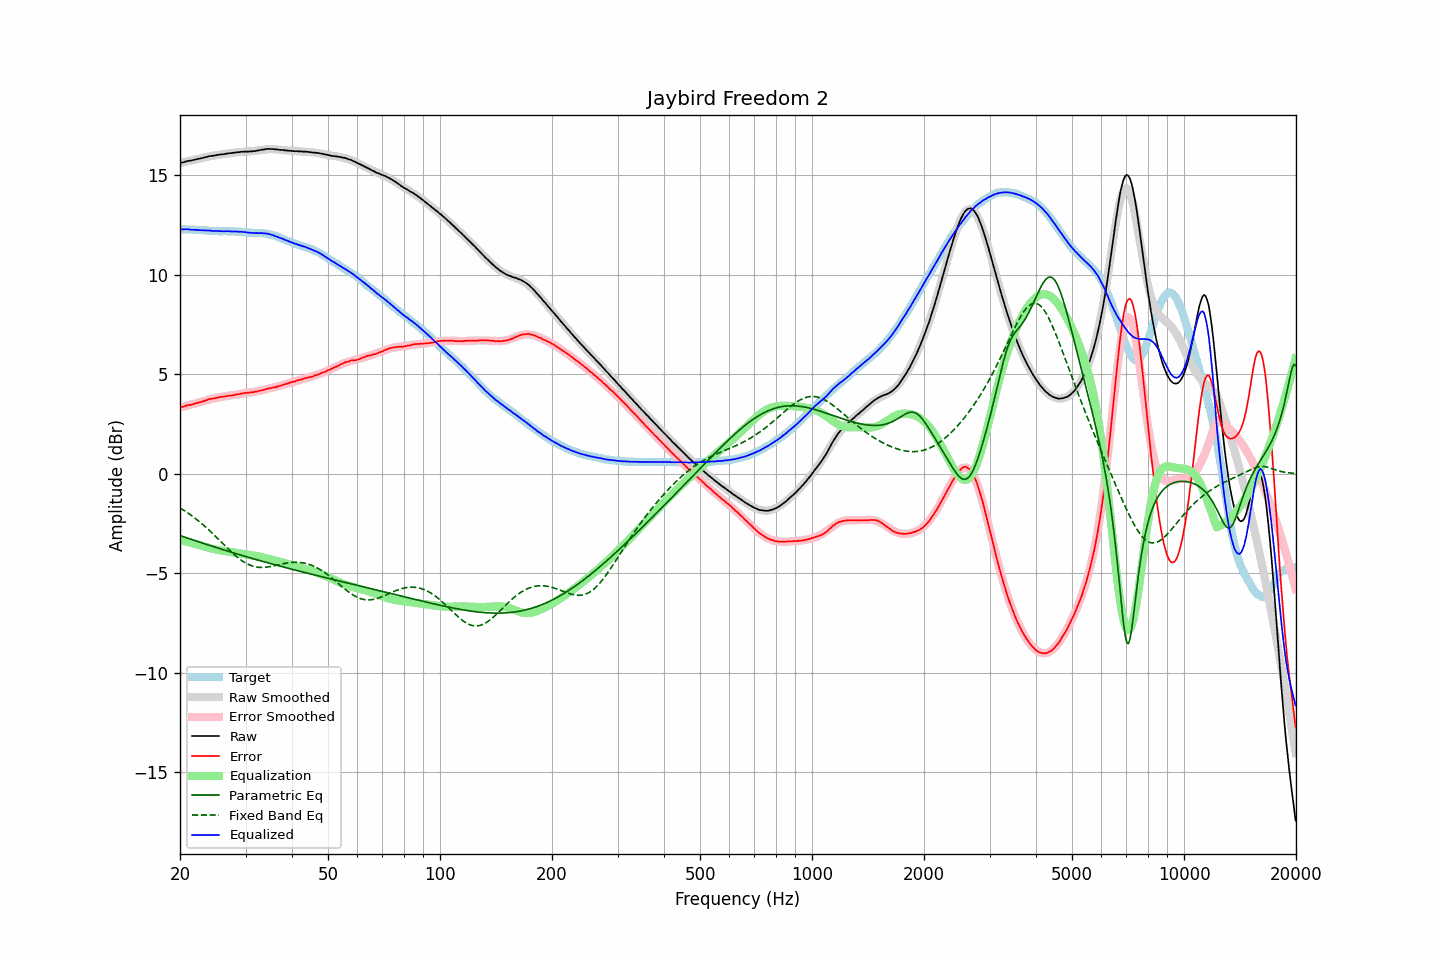 Jaybird Freedom 2
Amplitude (dBr)
15
10
5
0
−5
−10
−15
Target
Raw Smoothed
Error Smoothed
Raw
Error
Equalization
Parametric Eq
Fixed Band Eq
Equalized
20 50 100 200 500 1000 2000 5000 10000 20000
Frequency (Hz)